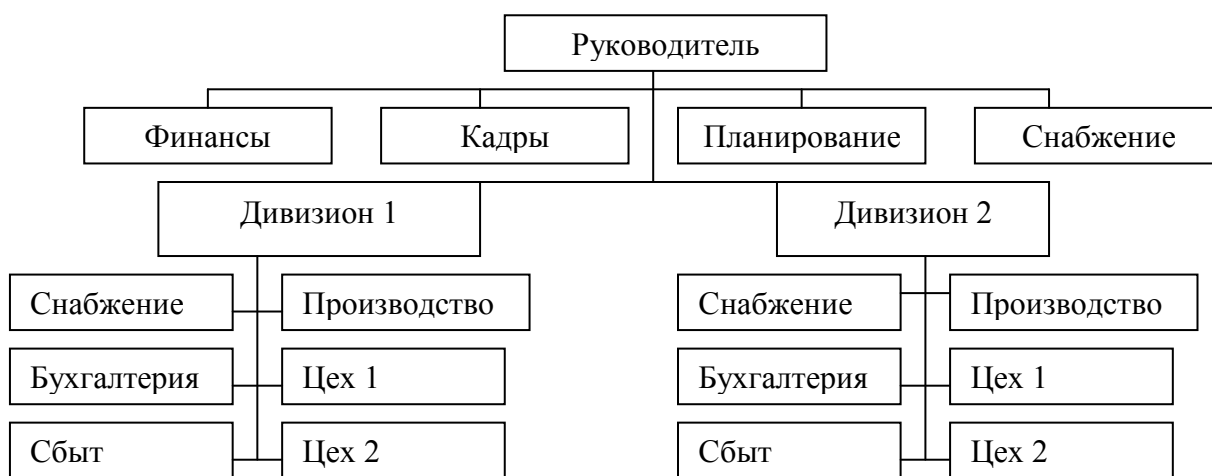 Руководитель
Финансы
Кадры
Планирование
Снабжение
Дивизион 1
Дивизион 2
Снабжение
Производство
Бухгалтерия
Цех 1
Сбыт
Цех 2
Снабжение
Производство
Бухгалтерия
Цех 1
Сбыт
Цех 2